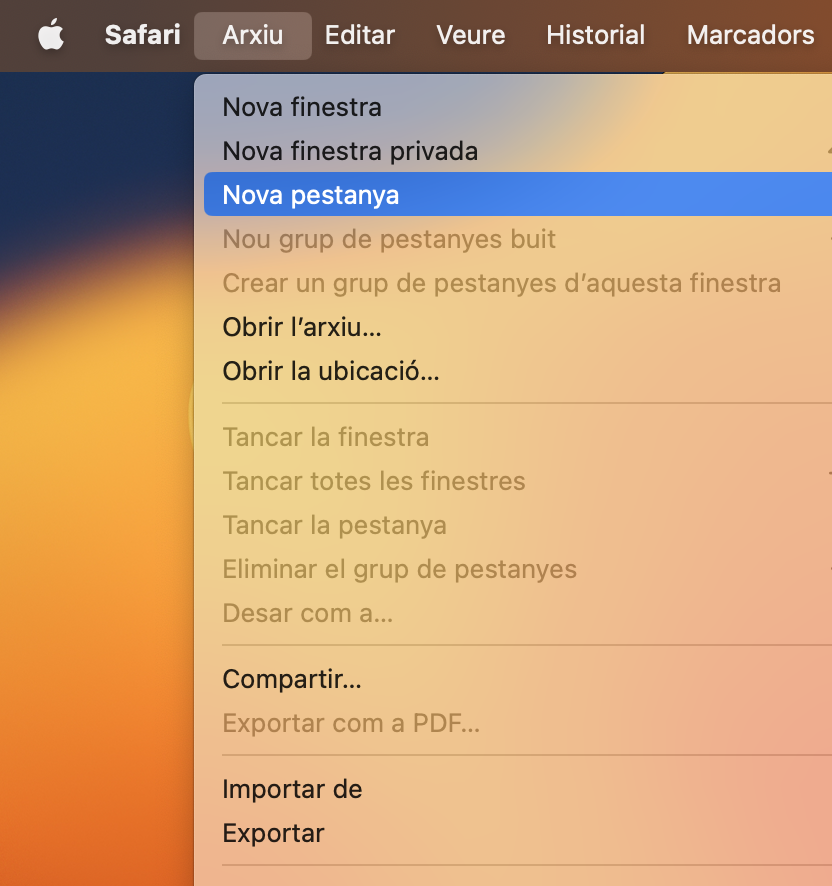 Safari Arxiu Editar Veure Historial Marcadors
Nova finestra
Nova finestra privada
Nova pestanya
Nou grup de pestanyes buit
Crear un grup de pestanyes d’aquesta finestra
Obrir l’arxiu...
Obrir la ubicació...
Tancar la finestra
Tancar totes les finestres
Tancar la pestanya
Eliminar el grup de pestanyes
Desar com a...
Compartir...
Exportar com a PDF...
Importar de
Exportar